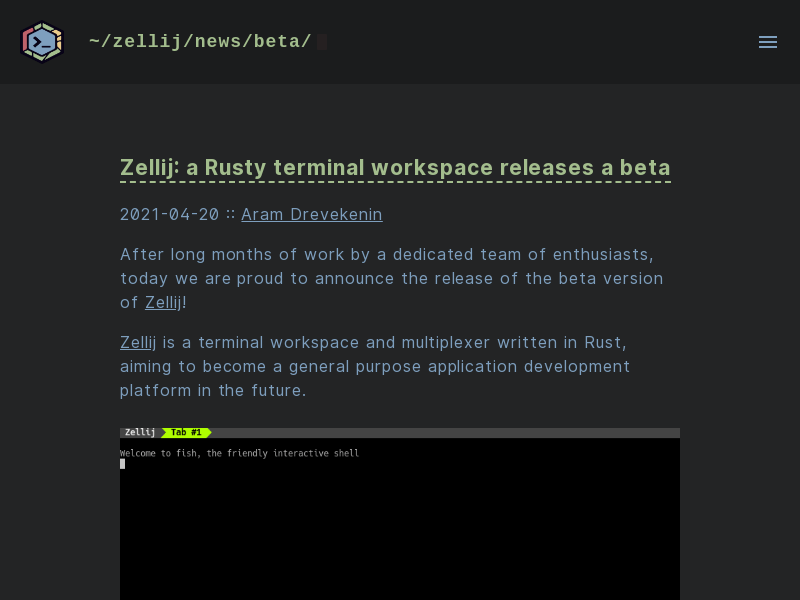 ~/zellij/news/beta/
Zellij: a Rusty terminal workspace releases a beta
2021-04-20 :: Aram Drevekenin
After long months of work by a dedicated team of enthusiasts,
today we are proud to announce the release of the beta version
of Zellij!
Zellij is a terminal workspace and multiplexer written in Rust,
aiming to become a general purpose application development
platform in the future.
Zellij Tab #1
Welcome to fish, the friendly interactive shell